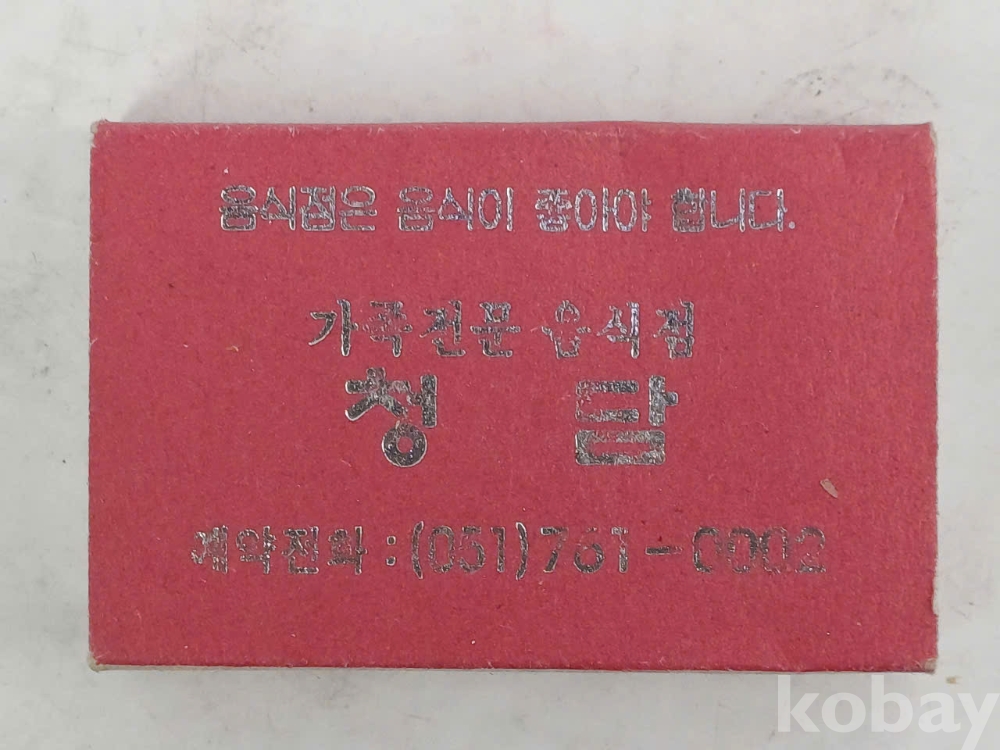 음식점은 음식이 좋아야 합니다.
가족전문 음식점
청담
예약전화 : (051)761-0002
kobay